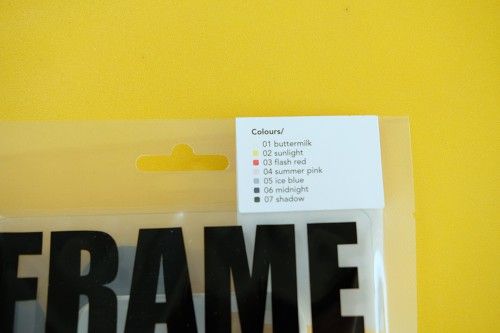 Colours/
01 buttermilk
02 sunlight
03 flash red
04 summer pink
05 ice blue
06 midnight
07 shadow
FRAME